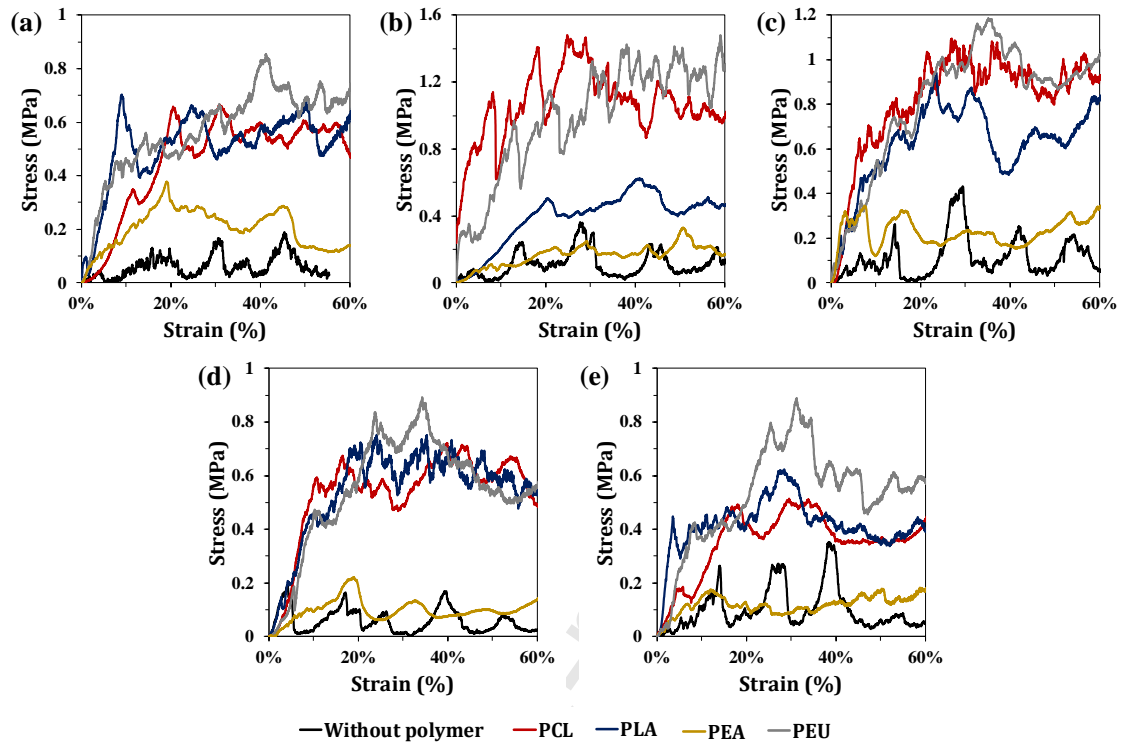 (a)
1
0.8
0.6
0.4
0.2
0
0% 20% 40% 60%
Stress (MPa)
Strain (%)
(b)
1.6
1.2
0.8
0.4
0
0% 20% 40% 60%
Stress (MPa)
Strain (%)
(c)
1.2
1
0.8
0.6
0.4
0.2
0
0% 20% 40% 60%
Stress (MPa)
Strain (%)
(d)
1
0.8
0.6
0.4
0.2
0
0% 20% 40% 60%
Stress (MPa)
Strain (%)
(e)
1
0.8
0.6
0.4
0.2
0
0% 20% 40% 60%
Stress (MPa)
Strain (%)
Without polymer PCL PLA PEA PEU